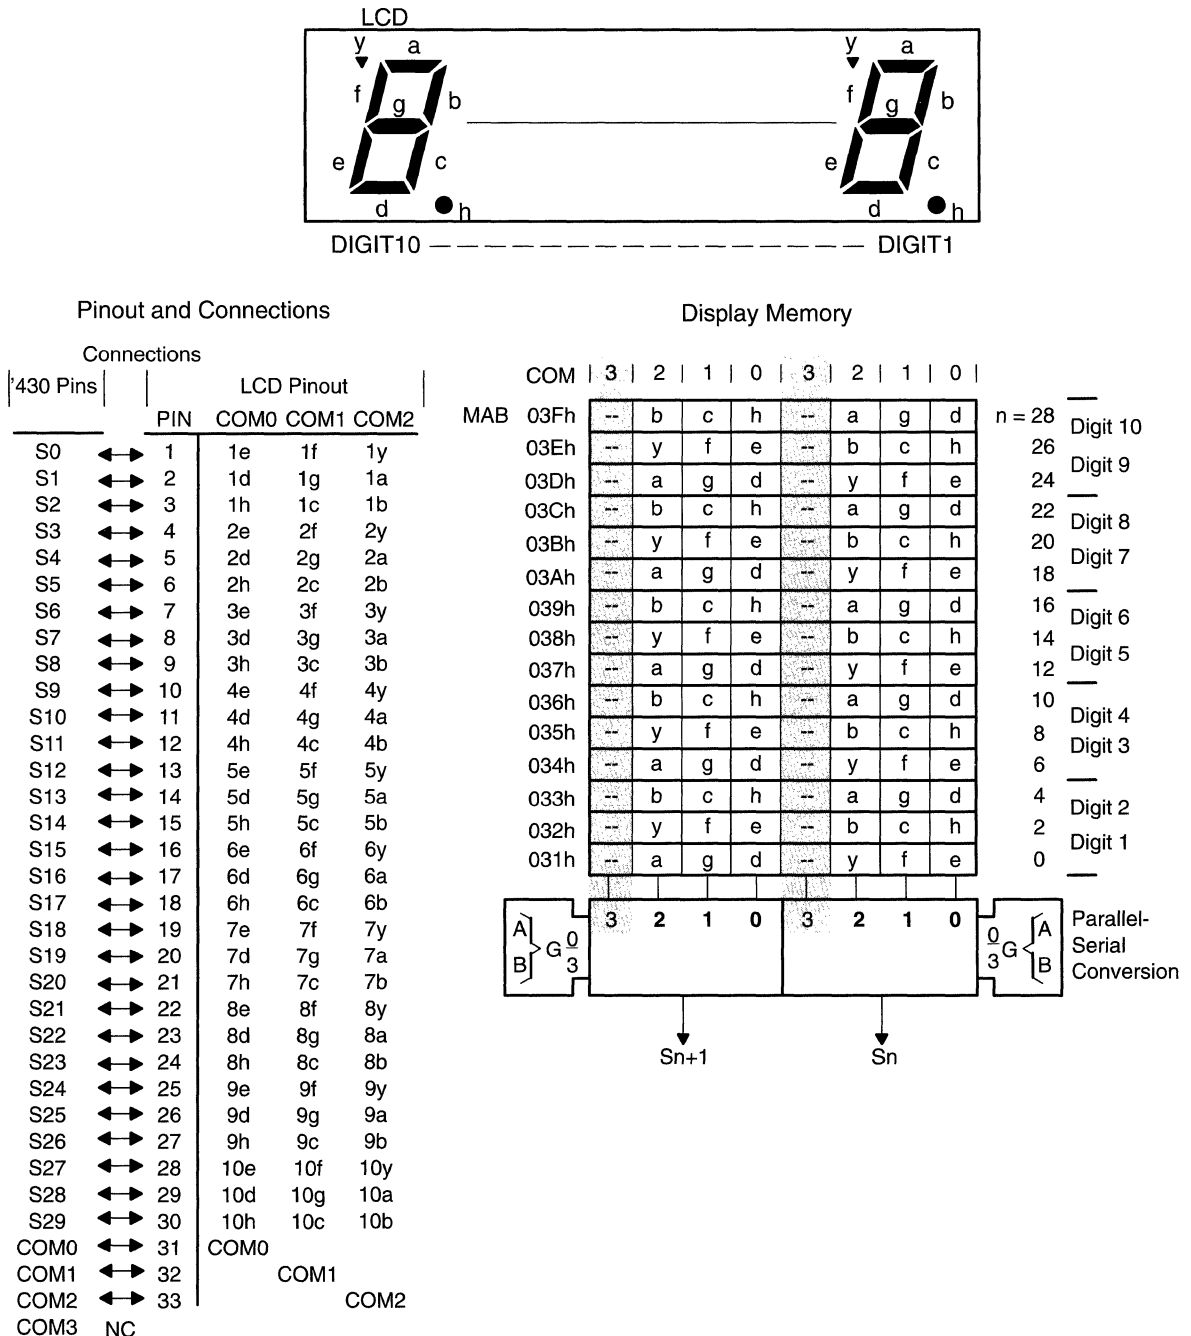 LCD
y a y a
f g b f g b
e c e c
d h d h
DIGIT10 DIGIT1
Pinout and Connections
Connections
'430 Pins LCD Pinout
PIN COM0 COM1 COM2
S0 1 1e 1f 1y
S1 2 1d 1g 1a
S2 3 1h 1c 1b
S3 4 2e 2f 2y
S4 5 2d 2g 2a
S5 6 2h 2c 2b
S6 7 3e 3f 3y
S7 8 3d 3g 3a
S8 9 3h 3c 3b
S9 10 4e 4f 4y
S10 11 4d 4g 4a
S11 12 4h 4c 4b
S12 13 5e 5f 5y
S13 14 5d 5g 5a
S14 15 5h 5c 5b
S15 16 6e 6f 6y
S16 17 6d 6g 6a
S17 18 6h 6c 6b
S18 19 7e 7f 7y
S19 20 7d 7g 7a
S20 21 7h 7c 7b
S21 22 8e 8f 8y
S22 23 8d 8g 8a
S23 24 8h 8c 8b
S24 25 9e 9f 9y
S25 26 9d 9g 9a
S26 27 9h 9c 9b
S27 28 10e 10f 10y
S28 29 10d 10g 10a
S29 30 10h 10c 10b
COM0 31 COM0
COM1 32 COM1
COM2 33 COM2
COM3 NC
Display Memory
COM | 3 | 2 | 1 | 0 | 3 | 2 | 1 | 0 |
MAB 03Fh -- b c h -- a g d n = 28
Digit 10
03Eh -- y f e -- b c h 26
Digit 9
03Dh -- a g d -- y f e 24
03Ch -- b c h -- a g d 22
Digit 8
03Bh -- y f e -- b c h 20
Digit 7
03Ah -- a g d -- y f e 18
039h -- b c h -- a g d 16
Digit 6
038h -- y f e -- b c h 14
Digit 5
037h -- a g d -- y f e 12
036h -- b c h -- a g d 10
Digit 4
035h -- y f e -- b c h 8
Digit 3
034h -- a g d -- y f e 6
033h -- b c h -- a g d 4
Digit 2
032h -- y f e -- b c h 2
Digit 1
031h -- a g d -- y f e 0
A B G 0 3 3 2 1 0 3 2 1 0 0 3 G A B
Parallel-
Serial
Conversion
Sn+1 Sn